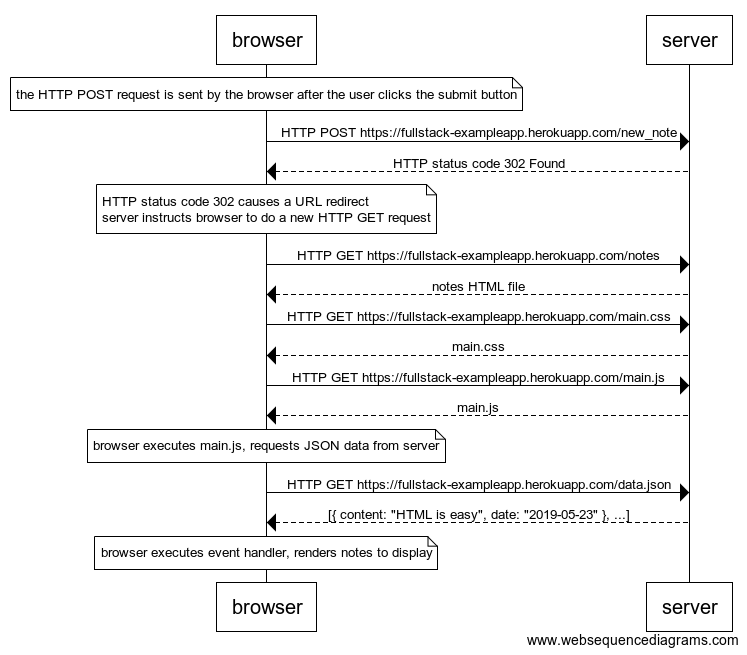 browser
server
the HTTP POST request is sent by the browser after the user clicks the submit button
HTTP POST https://fullstack-exampleapp.herokuapp.com/new_note
HTTP status code 302 Found
HTTP status code 302 causes a URL redirect
server instructs browser to do a new HTTP GET request
HTTP GET https://fullstack-exampleapp.herokuapp.com/notes
notes HTML file
HTTP GET https://fullstack-exampleapp.herokuapp.com/main.css
main.css
HTTP GET https://fullstack-exampleapp.herokuapp.com/main.js
main.js
browser executes main.js, requests JSON data from server
HTTP GET https://fullstack-exampleapp.herokuapp.com/data.json
[{ content: "HTML is easy", date: "2019-05-23" }, ...]
browser executes event handler, renders notes to display
browser
server
www.websequencediagrams.com